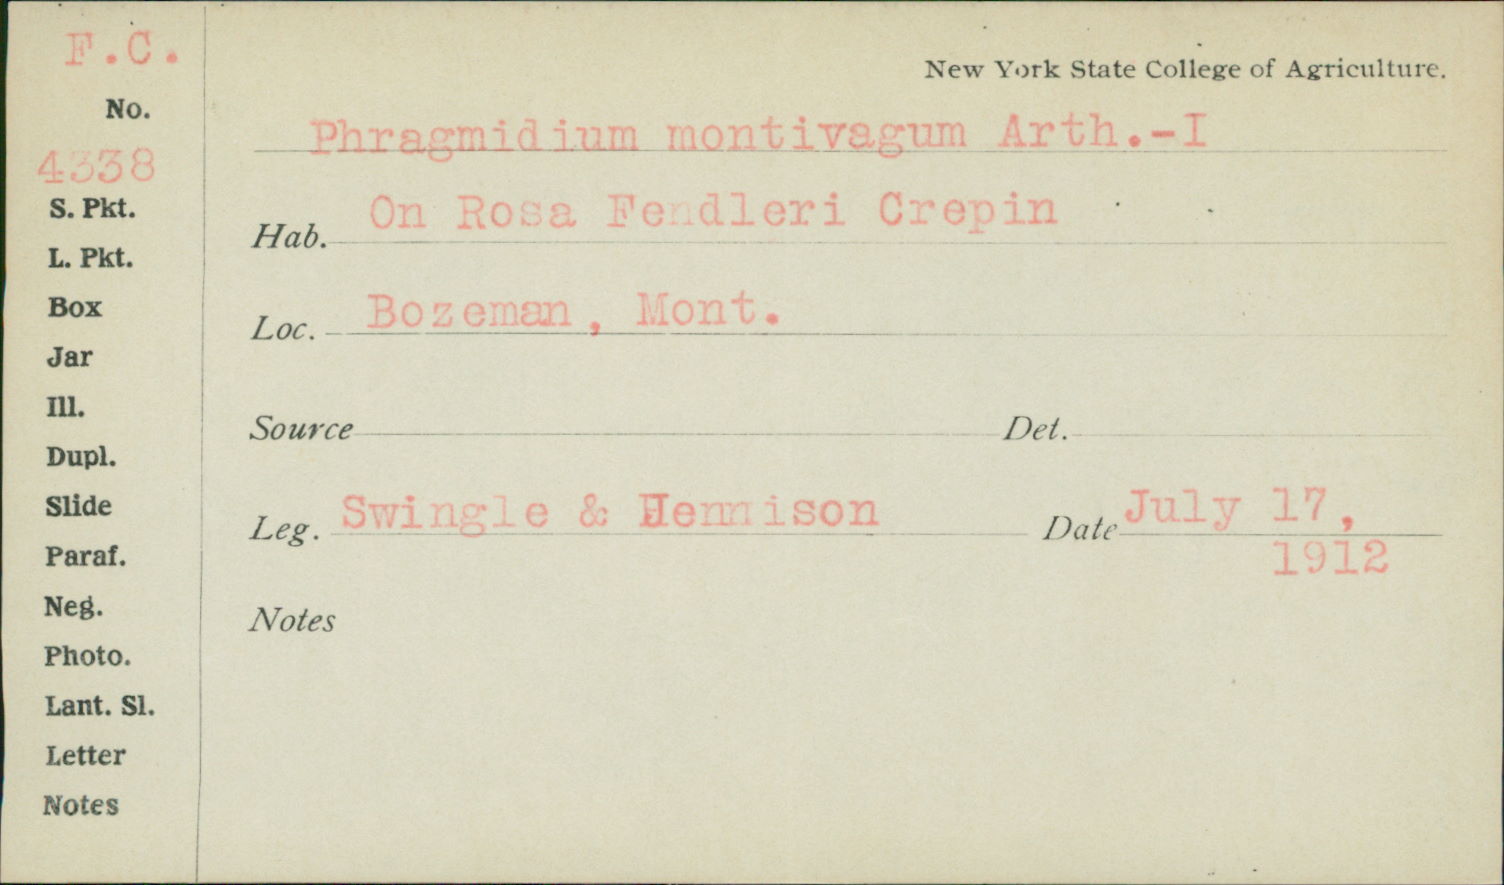 F.C.
New York State College of Agriculture.
No.
Phragmidium montivagum Arth.-I
4338
On Rosa Fendleri Crepin
S. Pkt.
Hab.
L. Pkt.
Bozeman, Mont.
Box
Loc.
Jar
Ill.
Source Det.
Dupl.
Slide
Leg. Swingle & Date July 17,
Paraf.
1912
Neg.
Notes
Photo.
Lant. Sl.
Letter
Notes